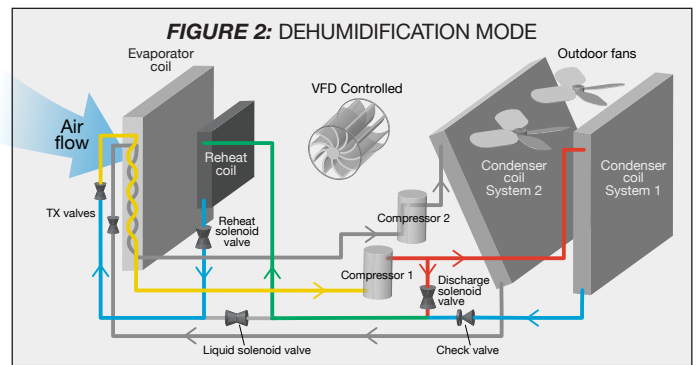 FIGURE 2: DEHUMIDIFICATION MODE
Evaporator
coil
Outdoor fans
VFD Controlled
Air
flow
Reheat
coil
Condenser
coil
System 2
Condenser
coil
System 1
TX valves
Reheat
solenoid
valve
Compressor 2
Compressor 1
Discharge
solenoid
valve
Liquid solenoid valve
Check valve